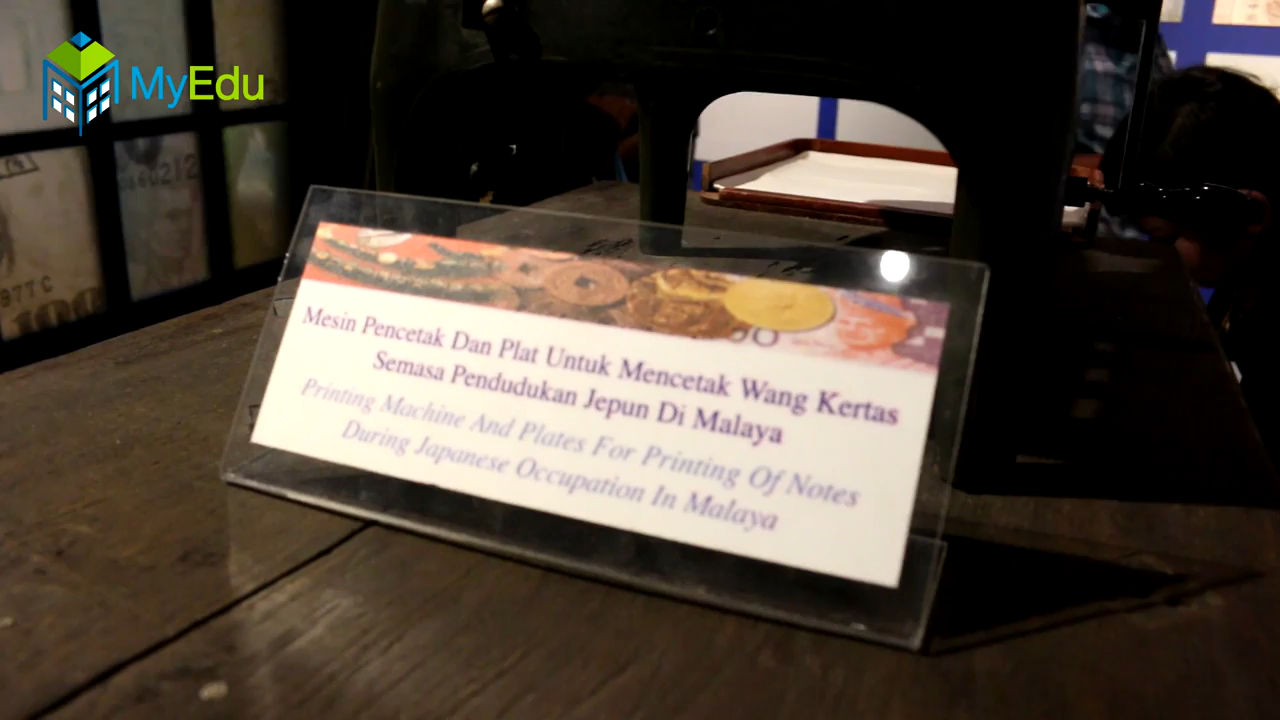 MyEdu
Mesin Pencetak Dan Plat Untuk Mencetak Wang Kertas
Semasa Pendudukan Jepun Di Malaya
Printing Machine And Plates For Printing Of Notes
During Japanese Occupation In Malaya